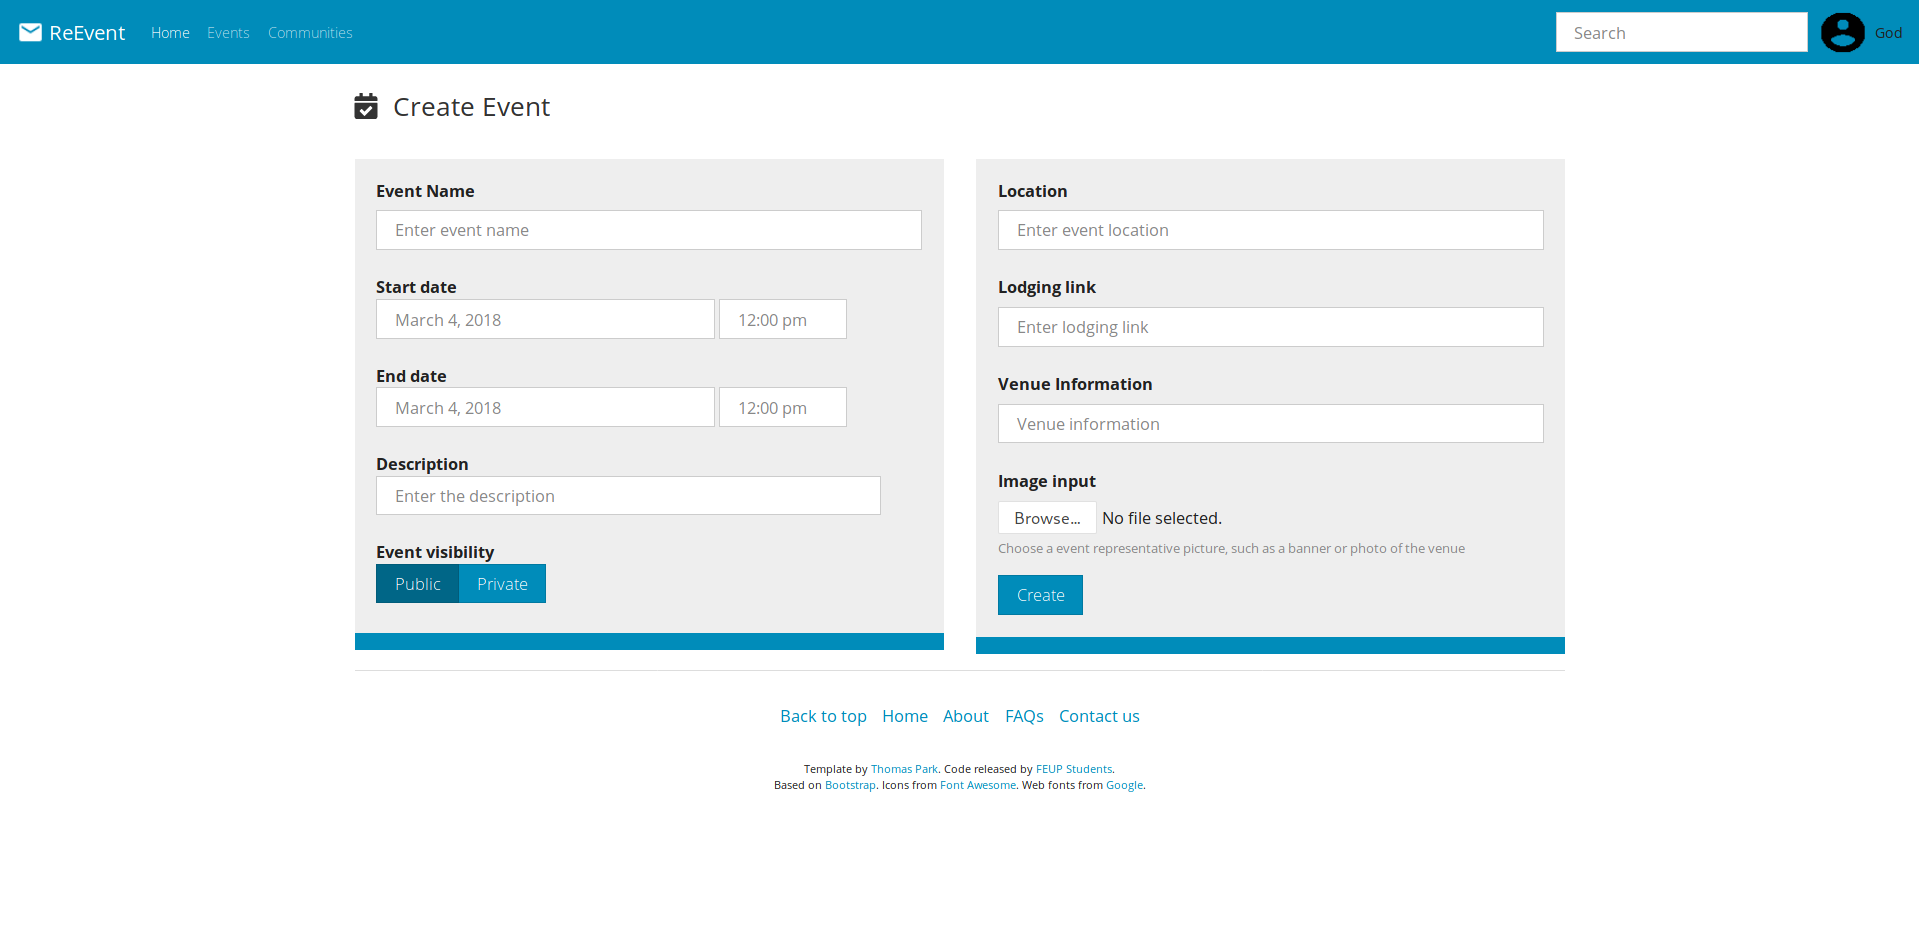 ReEvent Home Events Communities Search God
Create Event
Event Name
Enter event name
Start date
March 4, 2018 12:00 pm
End date
March 4, 2018 12:00 pm
Description
Enter the description
Event visibility
Public Private
Location
Enter event location
Lodging link
Enter lodging link
Venue Information
Venue information
Image input
Browse... No file selected.
Choose a event representative picture, such as a banner or photo of the venue
Create
Back to top Home About FAQs Contact us
Template by Thomas Park. Code released by FEUP Students.
Based on Bootstrap. Icons from Font Awesome. Web fonts from Google.